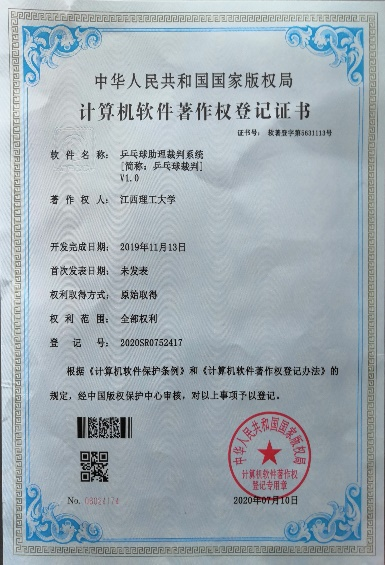 中华人民共和国国家版权局
计算机软件著作权登记证书
证书号： 软著登字第5631113号
软件名称： 乒乓球助理裁判系统
[简称：乒乓球裁判]
V1.0
著作权人： 江西理工大学
开发完成日期： 2019年11月13日
首次发表日期： 未发表
权利取得方式： 原始取得
权利范围： 全部权利
登记号： 2020SR0752417
根据《计算机软件保护条例》和《计算机软件著作权登记办法》的
规定，经中国版权保护中心审核，对以上事项予以登记。
中华人民共和国国家版权局
计算机软件著作权
登记专用章
No.
2020年07月10日